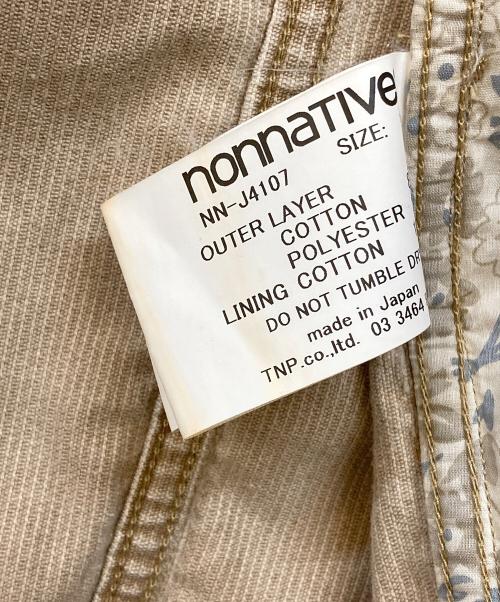 nonnative
SIZE:
NN-J4107
OUTER LAYER
COTTON
POLYESTER
LINING COTTON
DO NOT TUMBLE DR
made in Japan
TNP.co.,ltd. 03 3464